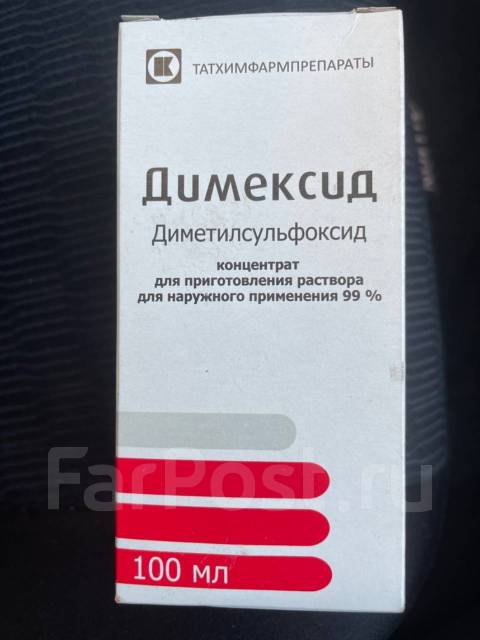 ТАТХИМФАРМПРЕПАРАТЫ
Димексид
Диметилсульфоксид
концентрат
для приготовления раствора
для наружного применения 99 %
FarPost.ru
100 мл